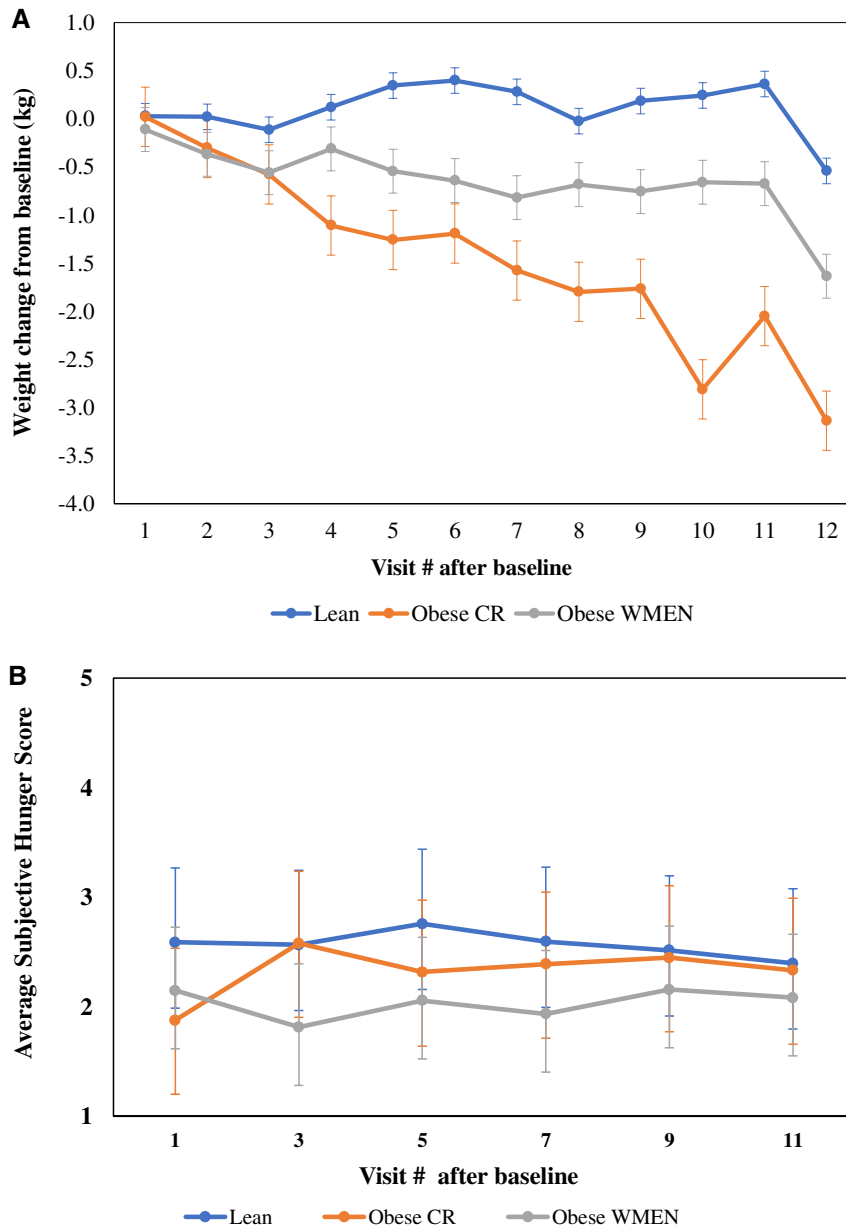 A
Weight change from baseline (kg)
1.0
0.5
0.0
-0.5
-1.0
-1.5
-2.0
-2.5
-3.0
-3.5
-4.0
1 2 3 4 5 6 7 8 9 10 11 12
Visit # after baseline
Lean Obese CR Obese WMEN
B
Average Subjective Hunger Score
5
4
3
2
1
1 3 5 7 9 11
Visit # after baseline
Lean Obese CR Obese WMEN